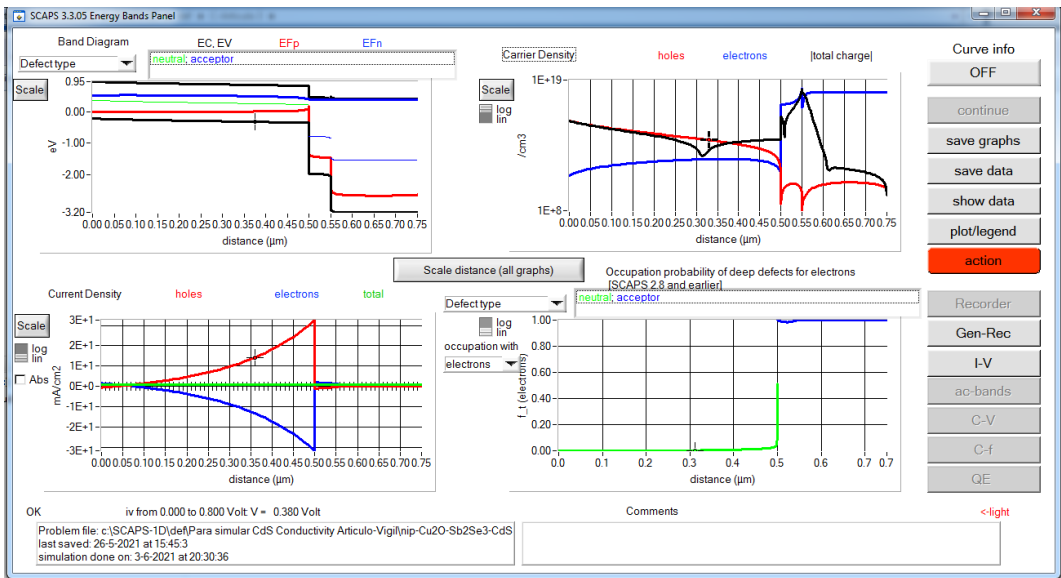 SCAPS 3.3.05 Energy Bands Panel
Band Diagram EC, EV EFp EFn
Defect type
neutral; acceptor
Scale
0.95
0.00
-1.00
-2.00
-3.20
eV
0.00 0.05 0.10 0.15 0.20 0.25 0.30 0.35 0.40 0.45 0.50 0.55 0.60 0.65 0.75
distance (µm)
Carrier Density holes electrons |total charge|
Scale
log
lin
1E+19
1E+8
/cm3
0.00 0.05 0.10 0.15 0.20 0.25 0.30 0.35 0.40 0.45 0.50 0.55 0.60 0.65 0.75
distance (µm)
Curve info
OFF
continue
save graphs
save data
show data
plot/legend
action
Recorder
Gen-Rec
I-V
ac-bands
C-V
C-f
QE
Scale distance (all graphs)
Current Density holes electrons total
Scale
log
lin
Abs
3E+1
2E+1
1E+1
0E+0
-1E+1
-2E+1
-3E+1
mA/cm2
0.00 0.05 0.10 0.15 0.20 0.25 0.30 0.35 0.40 0.45 0.50 0.55 0.60 0.65 0.75
distance (µm)
Occupation probability of deep defects for electrons
[SCAPS 2.8 and earlier]
Defect type
neutral; acceptor
log
lin
occupation with
electrons
1.00
0.80
0.60
0.40
0.20
0.00
f_t (electrons)
0.0 0.1 0.2 0.3 0.4 0.5 0.6 0.7 0.7
distance (µm)
OK iv from 0.000 to 0.800 Volt: V = 0.380 Volt
Problem file: c:\SCAPS-1D\def\Para simular CdS Conductivity Articulo-Vigil\nip-Cu2O-Sb2Se3-CdS
last saved: 26-5-2021 at 15:45:3
simulation done on: 3-6-2021 at 20:30:36
Comments
<-light